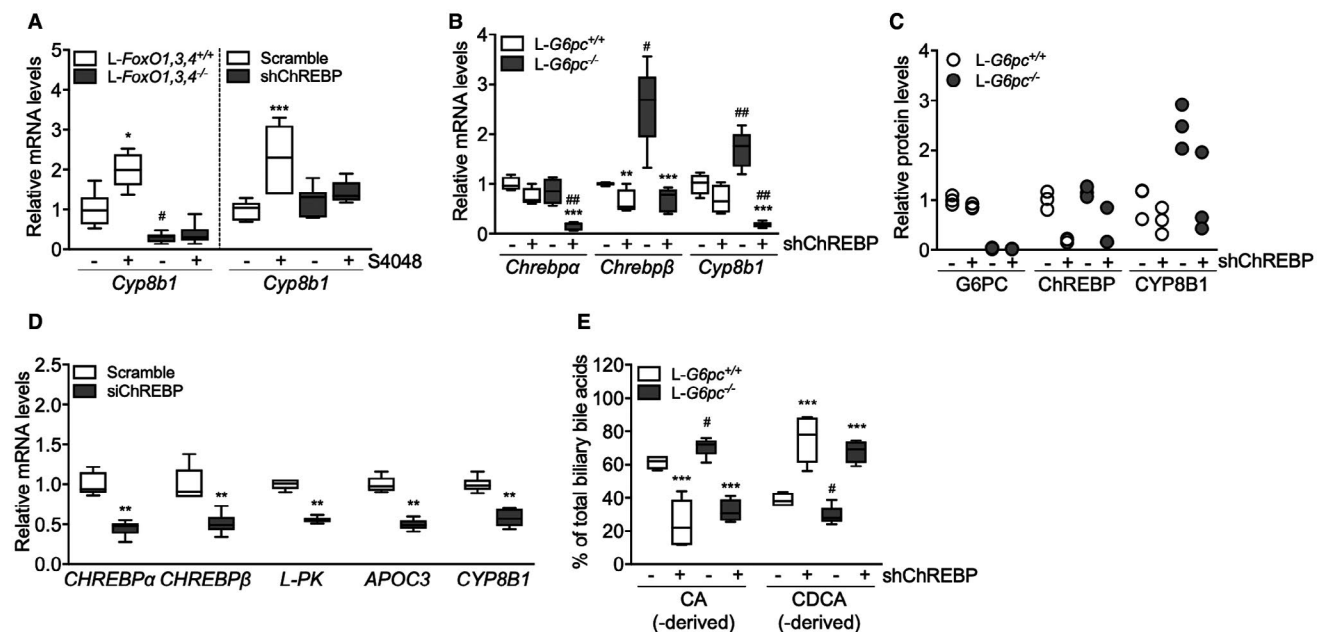 A
L-FoxO1,3,4+/+
L-FoxO1,3,4-/-
Scramble
shChREBP
Relative mRNA levels
5
4
3
2
1
0
*
#
***
- + - + - + - + S4048
Cyp8b1 Cyp8b1
B
L-G6pc+/+
L-G6pc-/-
Relative mRNA levels
4
3
2
1
0
##
***
**
#
***
##
##
***
- + - + - + - + - + - + shChREBP
Chrebpα Chrebpβ Cyp8b1
C
L-G6pc+/+
L-G6pc-/-
Relative protein levels
4
3
2
1
0
- + - + - + - + - + - + shChREBP
G6PC ChREBP CYP8B1
D
Scramble
siChREBP
Relative mRNA levels
2.5
2.0
1.5
1.0
0.5
0.0
** ** ** ** **
CHREBPα CHREBPβ L-PK APOC3 CYP8B1
E
L-G6pc+/+
L-G6pc-/-
% of total biliary bile acids
120
100
80
60
40
20
0
***
#
***
***
#
***
- + - + - + - + shChREBP
CA CDCA
(-derived) (-derived)